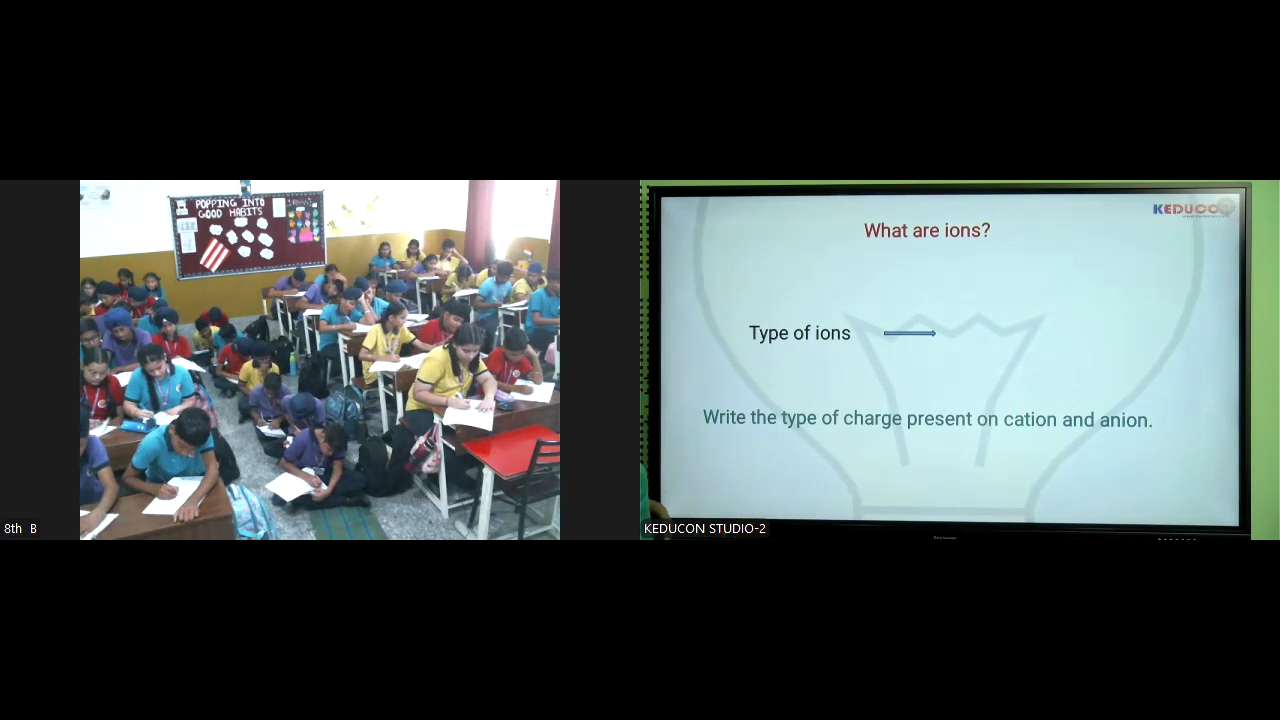 POPPING INTO
GOOD HABITS
8th B
KEDUCON
What are ions?
Type of ions
Write the type of charge present on cation and anion.
KEDUCON STUDIO-2